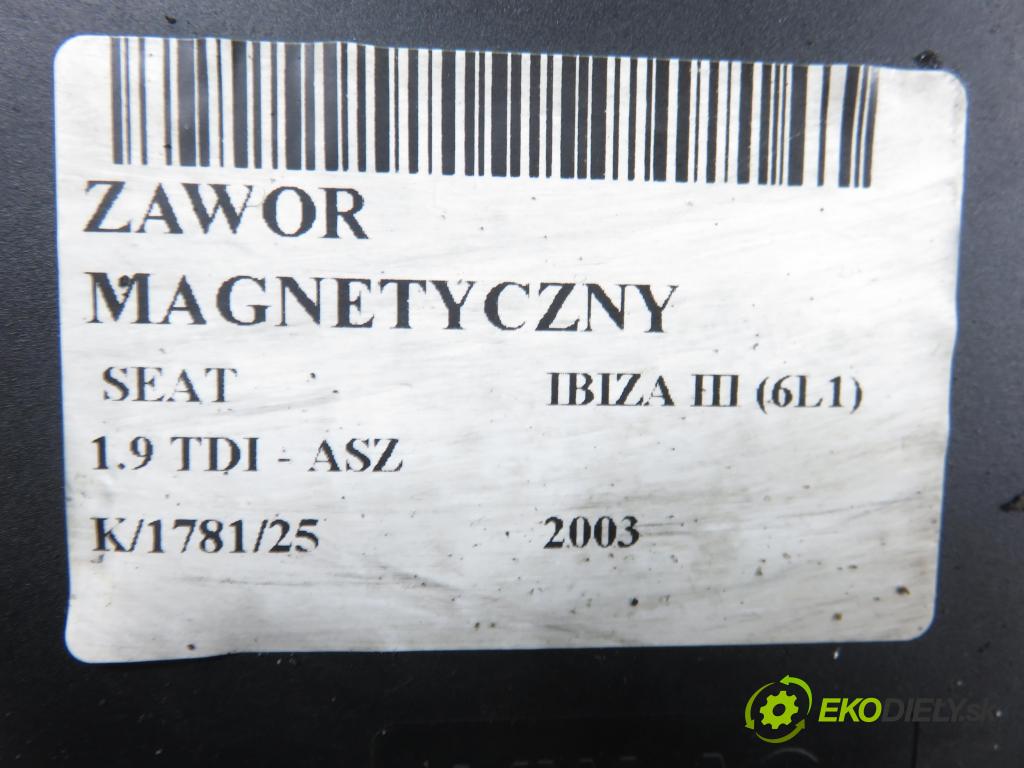 ZAWOR
MAGNETYCZNY
SEAT IBIZA III (6L1)
1.9 TDI - ASZ
K/1781/25 2003
EKODIELY.sk